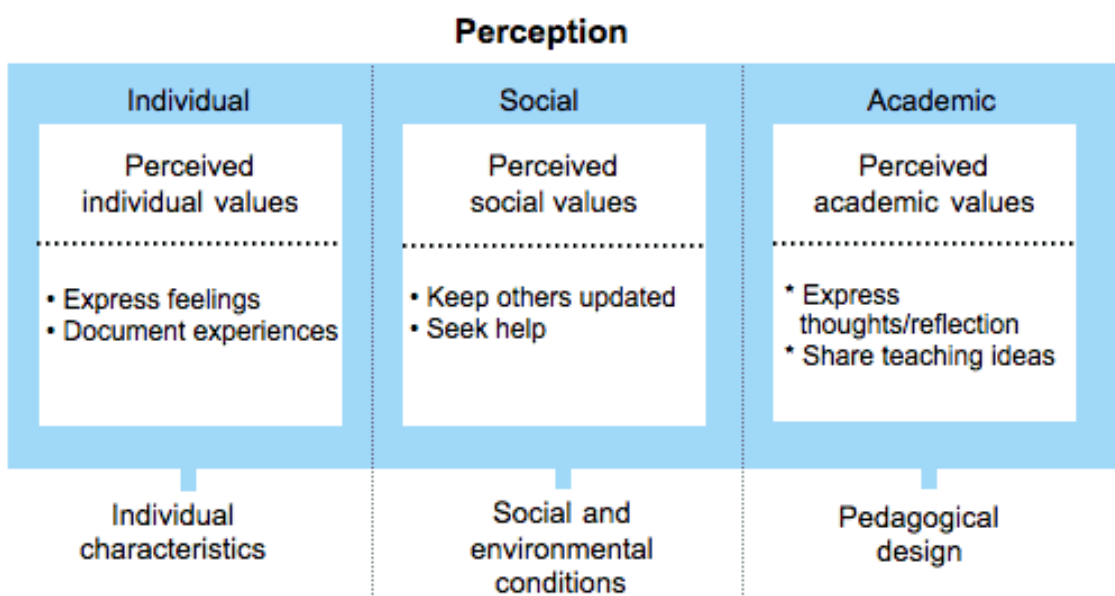 Perception
Individual
Perceived
individual values
• Express feelings
• Document experiences
Individual
characteristics
Social
Perceived
social values
• Keep others updated
• Seek help
Social and
environmental
conditions
Academic
Perceived
academic values
* Express
thoughts/reflection
* Share teaching ideas
Pedagogical
design